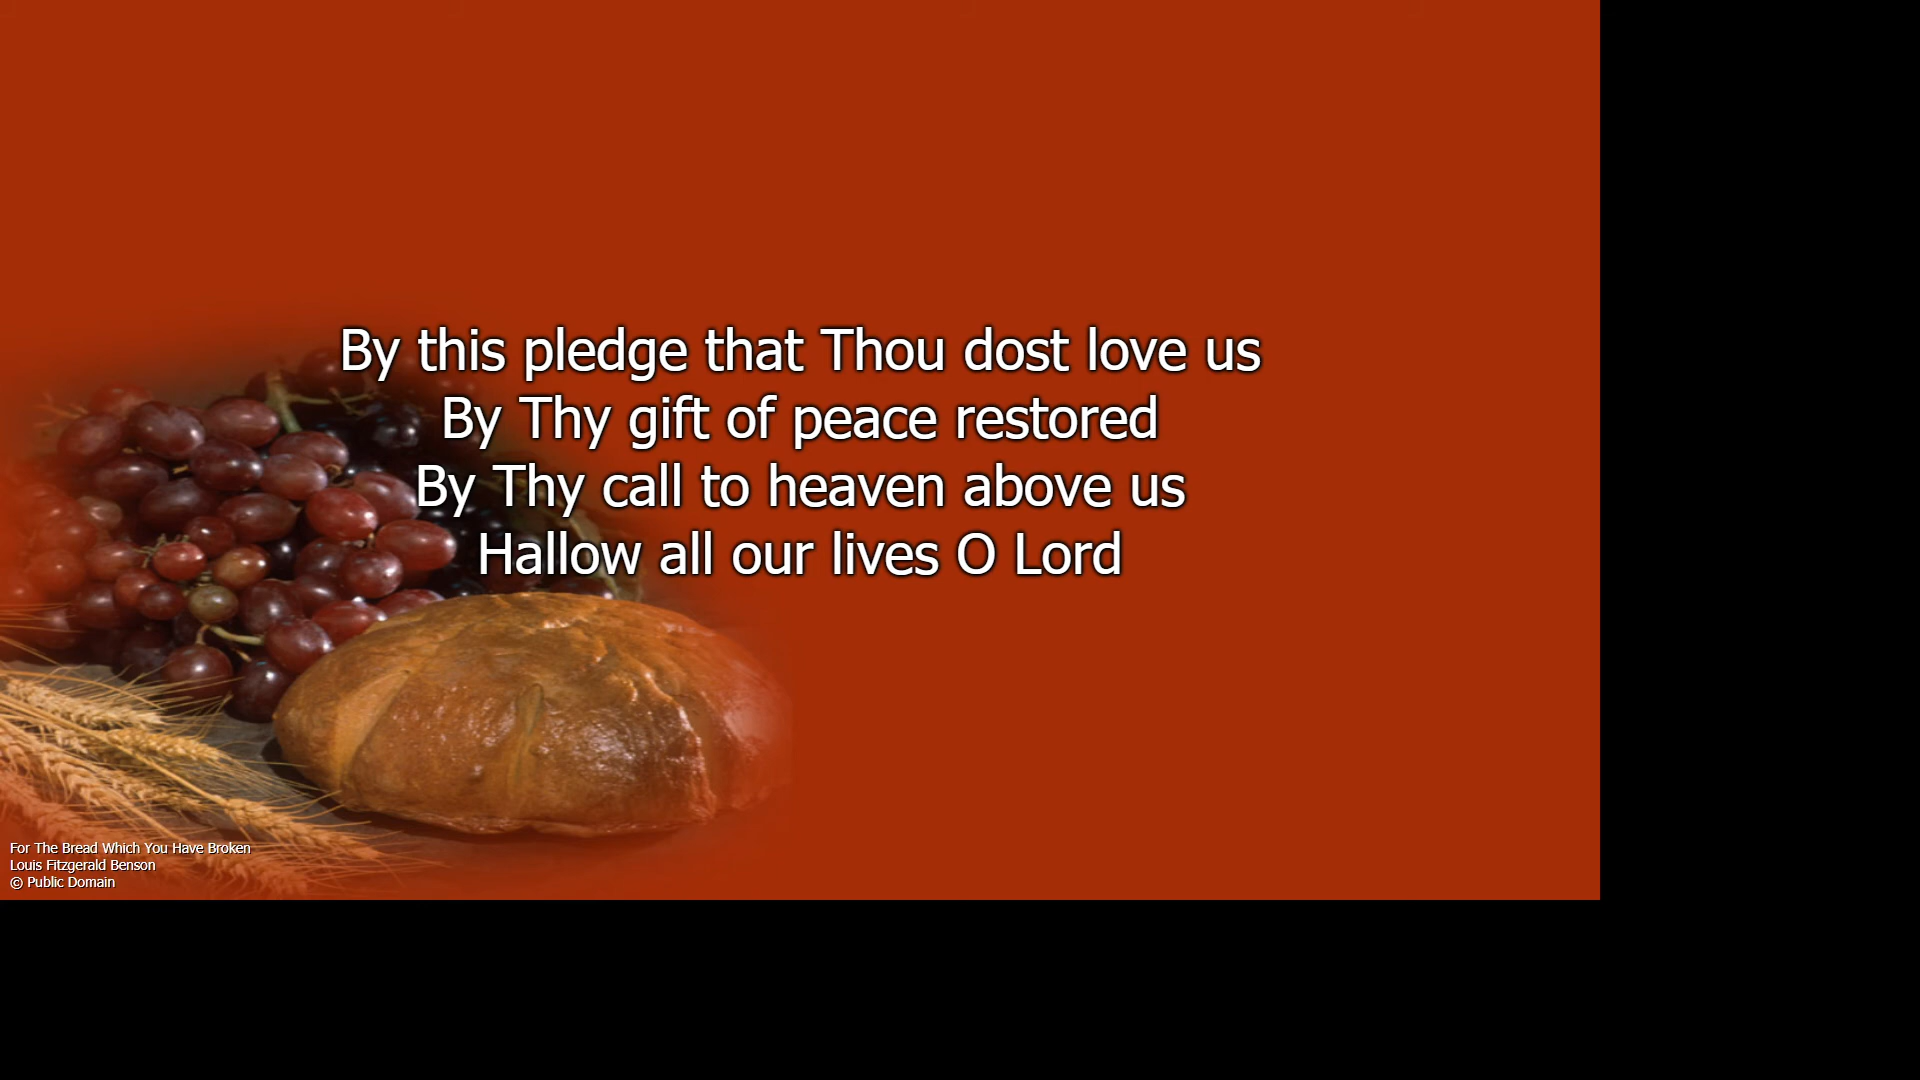 By this pledge that Thou dost love us
By Thy gift of peace restored
By Thy call to heaven above us
Hallow all our lives O Lord
For The Bread Which You Have Broken
Louis Fitzgerald Benson
© Public Domain